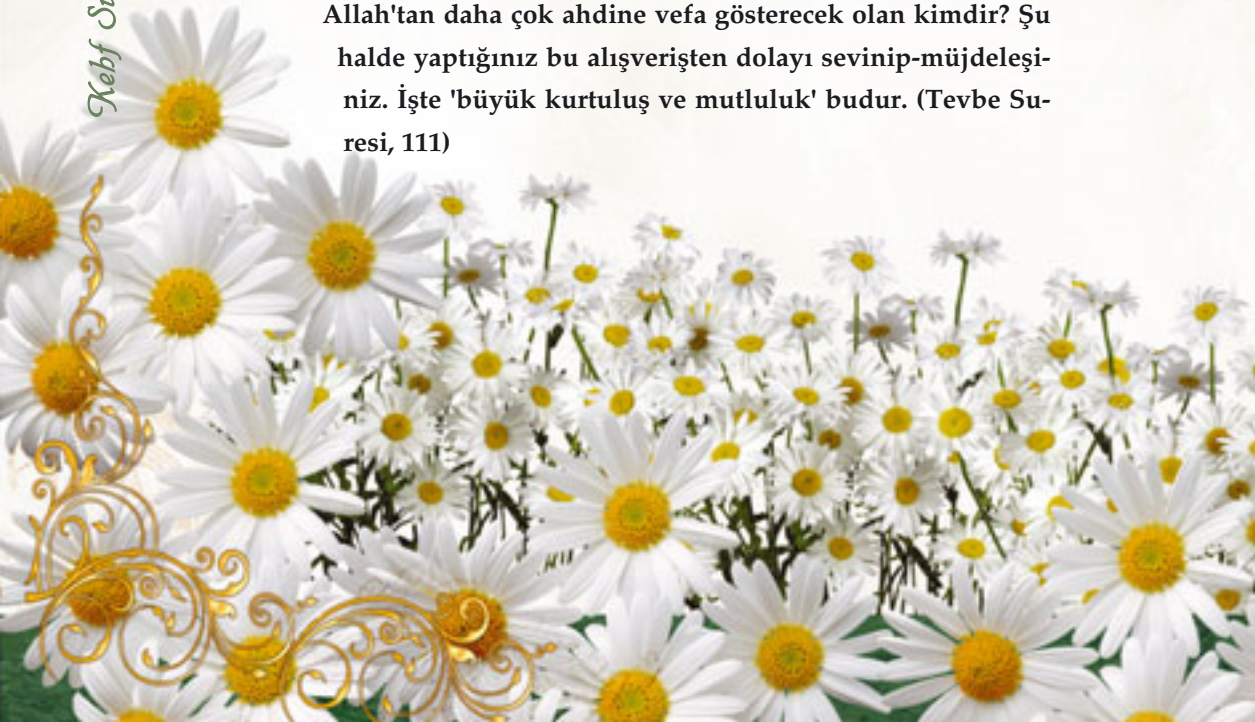 Allah'tan daha çok ahdine vefa gösterecek olan kimdir? Şu
halde yaptığınız bu alışverişten dolayı sevinip-müjdeleşi-
niz. İşte 'büyük kurtuluş ve mutluluk' budur. (Tevbe Su-
resi, 111)
Kehf